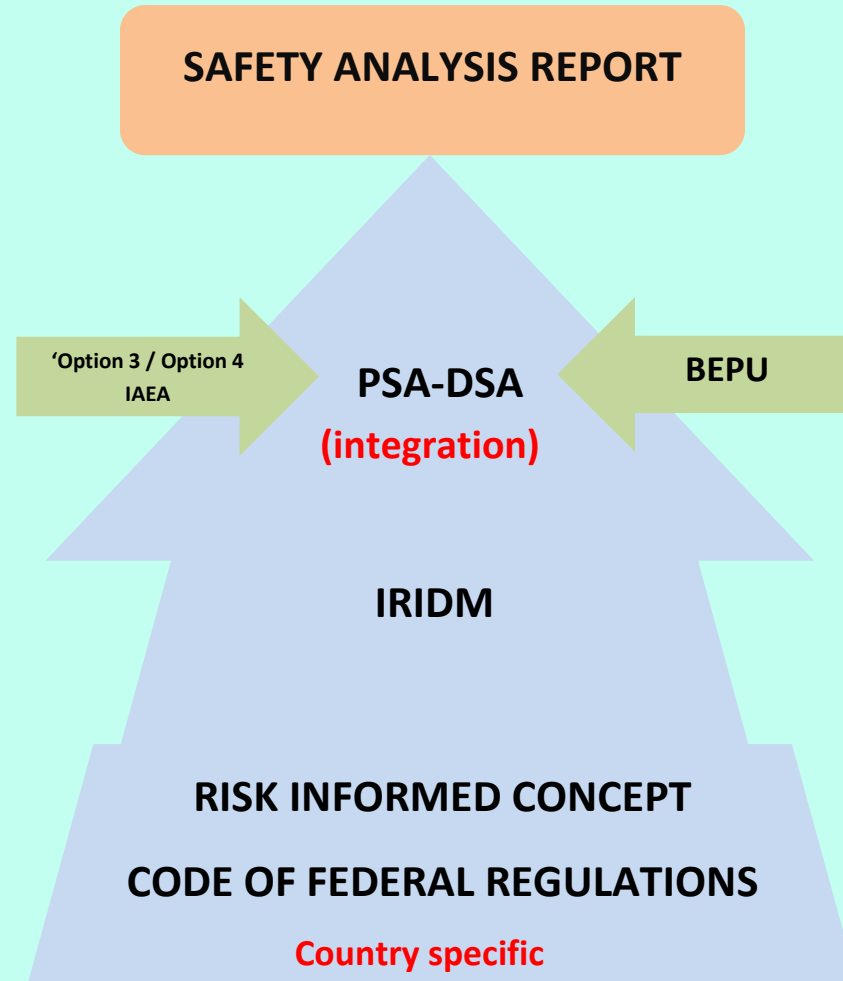 SAFETY ANALYSIS REPORT
‘Option 3 / Option 4
IAEA
PSA-DSA
(integration)
BEPU
IRIDM
RISK INFORMED CONCEPT
CODE OF FEDERAL REGULATIONS
Country specific